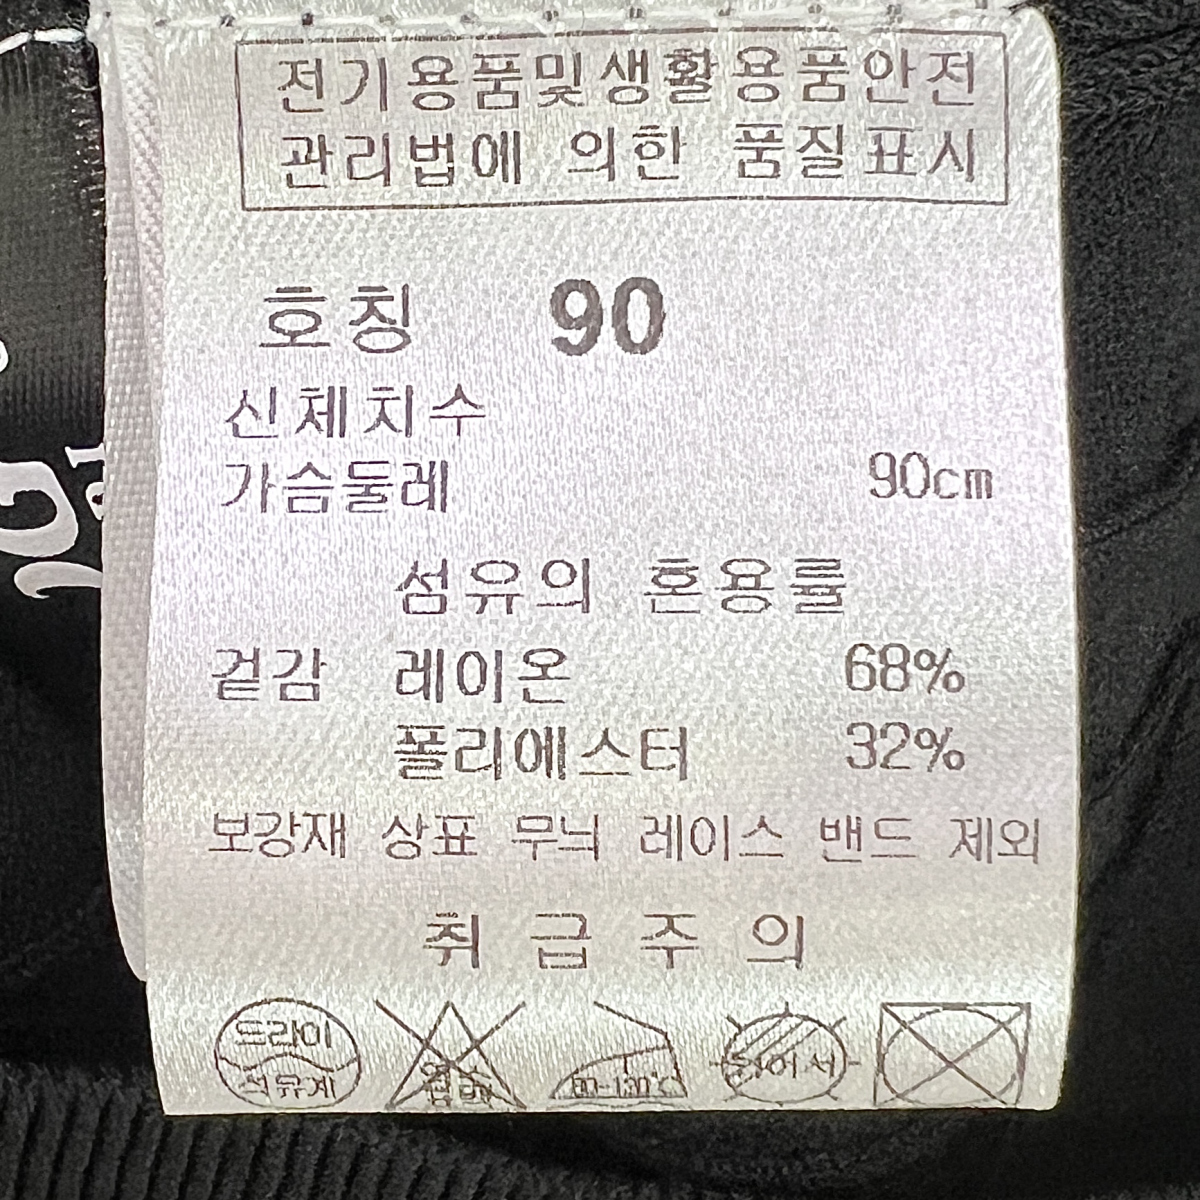 전기용품및생활용품안전
관리법에 의한 품질표시
호칭 90
신체치수
가슴둘레 90cm
섬유의 혼용률
겉감 레이온 68%
폴리에스터 32%
보강재 상표 무늬 레이스 밴드 제외
취급주의
드라이
석유계
염소
뉘어서